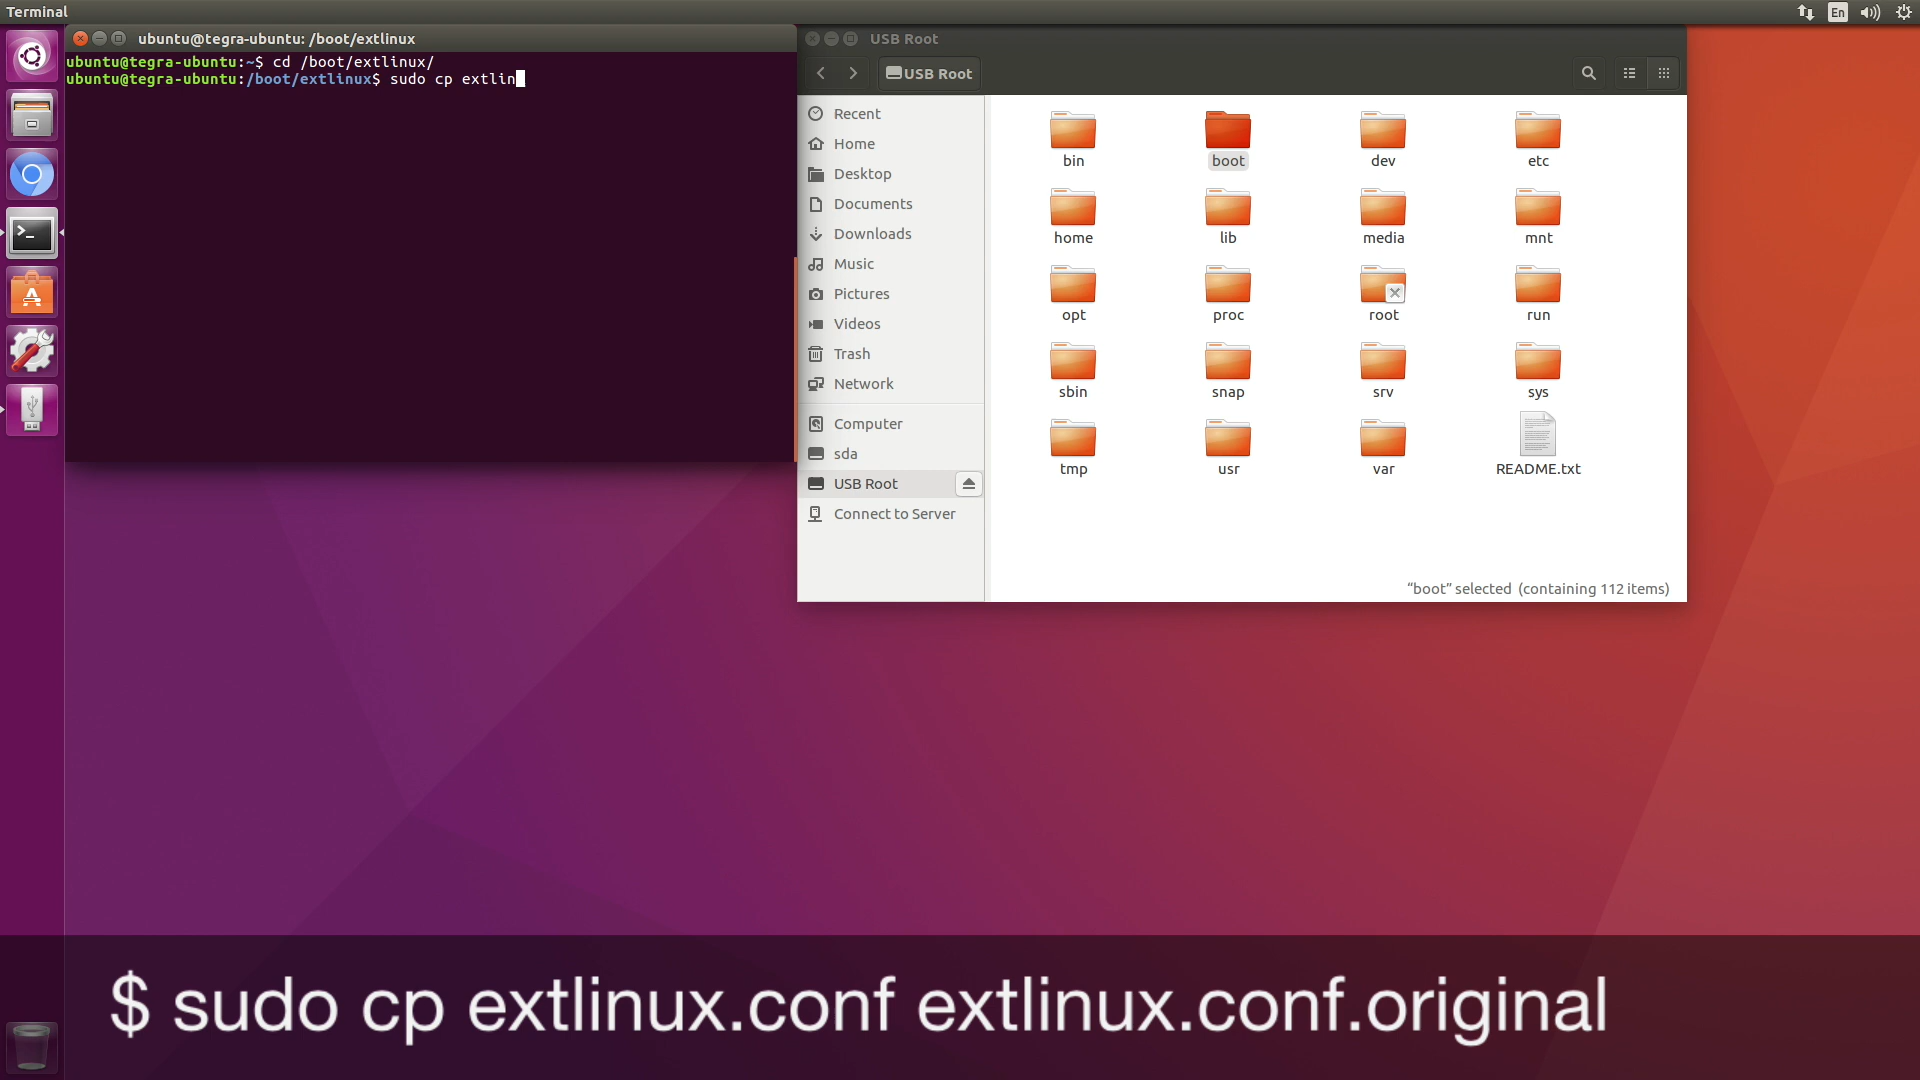 Terminal
En
ubuntu@tegra-ubuntu: /boot/extlinux
ubuntu@tegra-ubuntu:~$ cd /boot/extlinux/
ubuntu@tegra-ubuntu:/boot/extlinux$ sudo cp extlin
USB Root
USB Root
Recent
Home
Desktop
Documents
Downloads
Music
Pictures
Videos
Trash
Network
Computer
sda
USB Root
Connect to Server
bin boot dev etc
home lib media mnt
opt proc root run
sbin snap srv sys
tmp usr var README.txt
“boot” selected (containing 112 items)
$ sudo cp extlinux.conf extlinux.conf.original